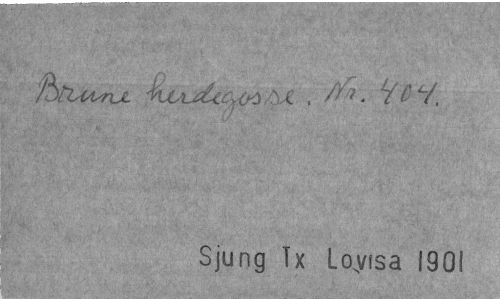 Brune herdegosse. Nr. 404.
Sjung Tx Lovisa 1901